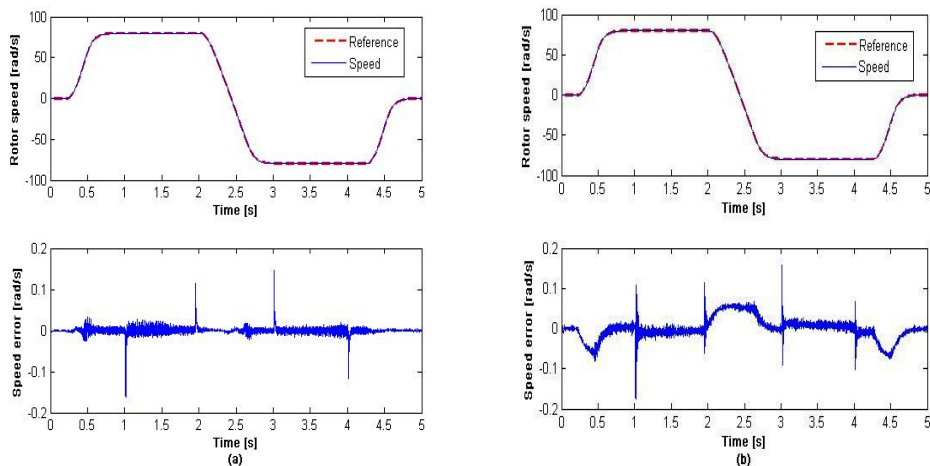 Rotor speed [rad/s]
100
50
0
-50
-100
Reference
Speed
0 0.5 1 1.5 2 2.5 3 3.5 4 4.5 5
Time [s]
Speed error [rad/s]
0.2
0.1
0
-0.1
-0.2
0 0.5 1 1.5 2 2.5 3 3.5 4 4.5 5
Time [s]
(a)
Rotor speed [rad/s]
100
50
0
-50
-100
Reference
Speed
0 0.5 1 1.5 2 2.5 3 3.5 4 4.5 5
Time [s]
Speed error [rad/s]
0.2
0.1
0
-0.1
-0.2
0 0.5 1 1.5 2 2.5 3 3.5 4 4.5 5
Time [s]
(b)